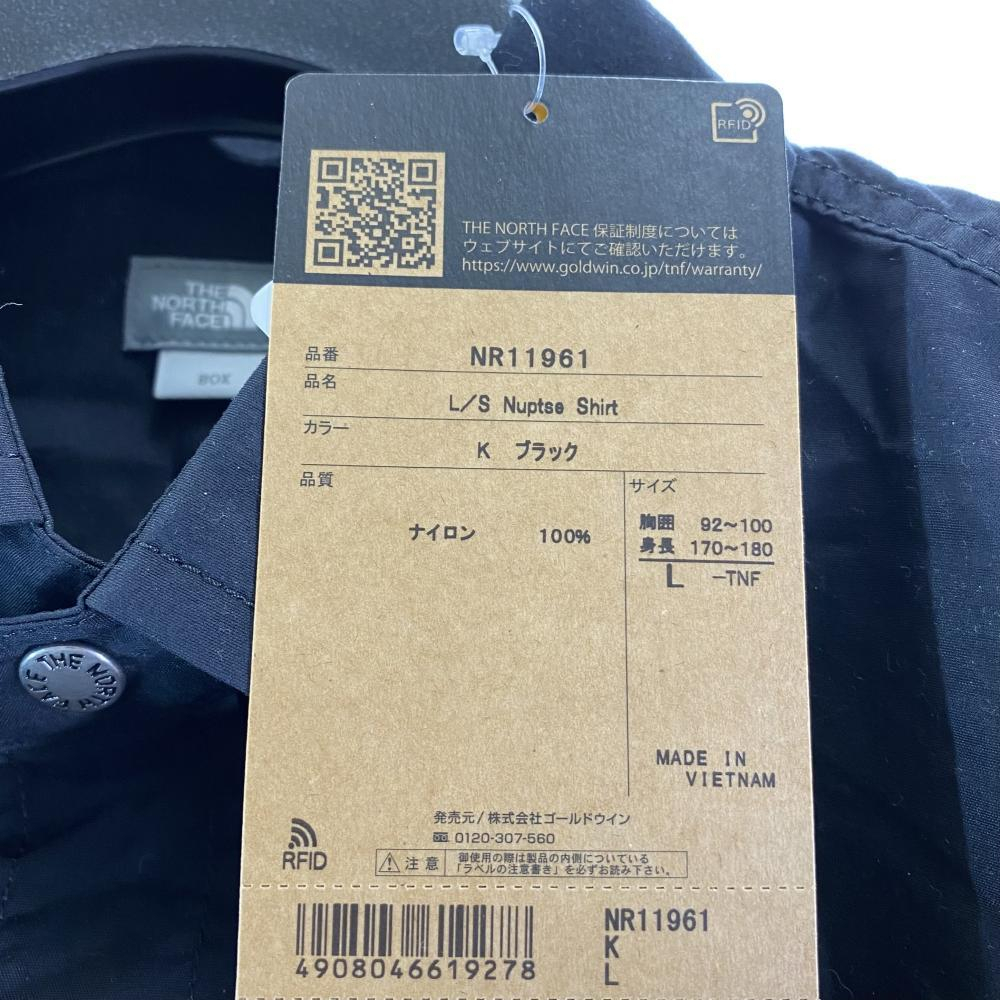 RFID
THE NORTH FACE 保証制度については
ウェブサイトにてご確認いただけます。
https://www.goldwin.co.jp/tnf/warranty/
THE
NORTH
FACE
BOX
品番 NR11961
品名
L/S Nuptse Shirt
カラー
K ブラック
品質
ナイロン 100%
サイズ
胸囲 92~100
身長 170~180
L -TNF
MADE IN
VIETNAM
THE NORTH FACE
発売元/株式会社ゴールドウイン
0120-307-560
RFID
注意
御使用の際は製品の内側についている
「ラベルの注意書き」を必ずお読み下さい。
4908046619278
NR11961
K
L